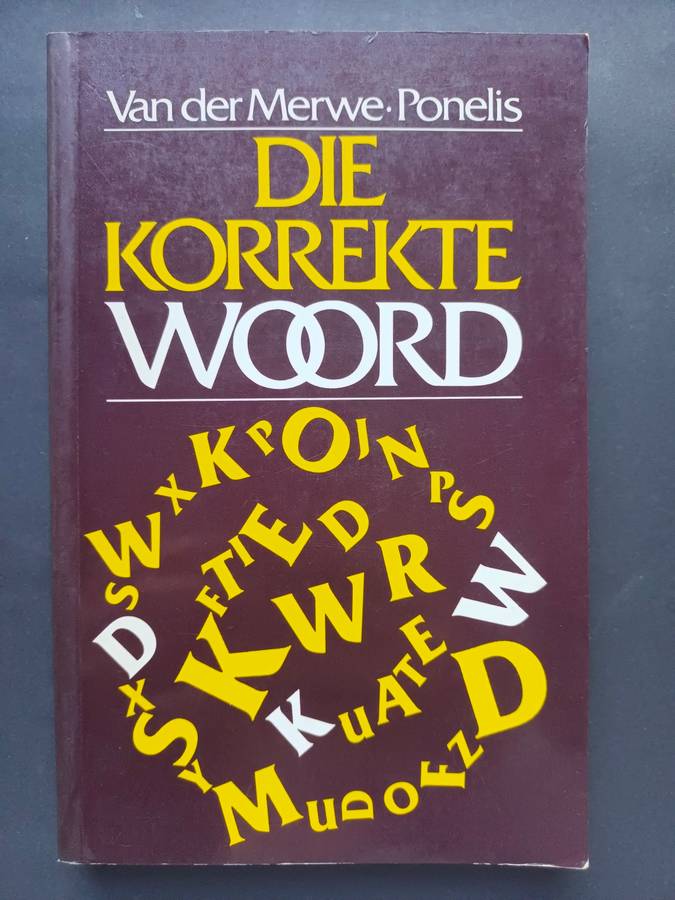 Van der Merwe·Ponelis
DIE
KORREKTE
WOORD
S W X K P O I N P S
F T I E D
K W R
D W
X S Y M U D O F Z D
K U A T E